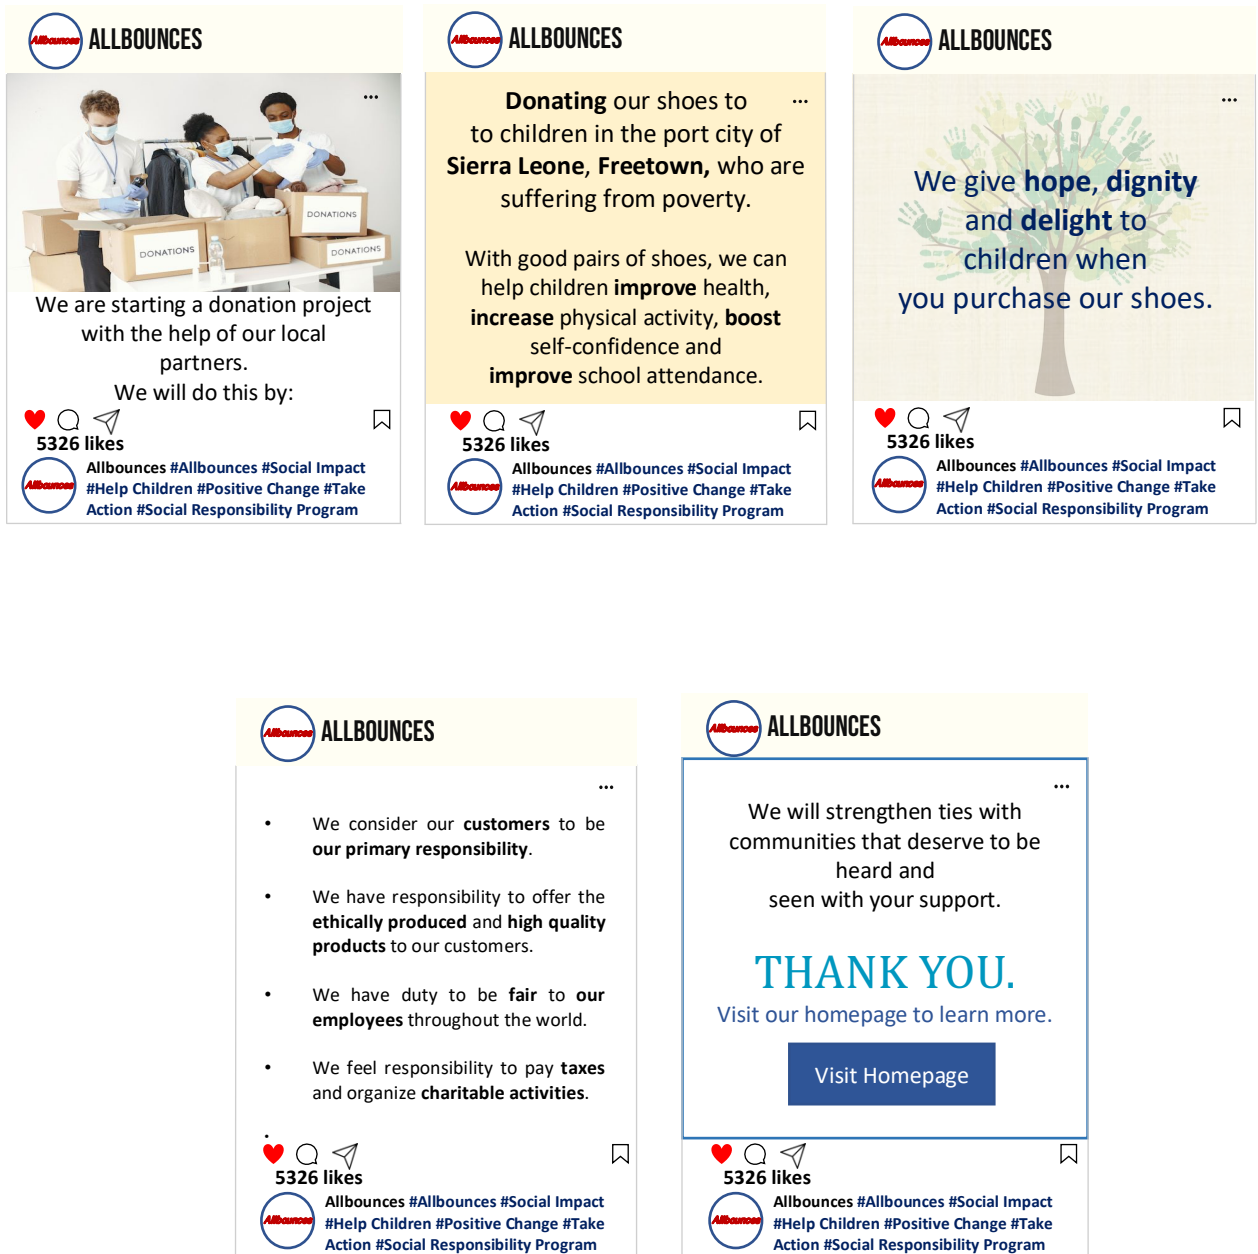 Allbounces ALLBOUNCES
...
DONATIONS
DONATIONS
DONATIONS
We are starting a donation project
with the help of our local
partners.
We will do this by:
5326 likes
Allbounces
Allbounces #Allbounces #Social Impact
#Help Children #Positive Change #Take
Action #Social Responsibility Program
Allbounces ALLBOUNCES
...
Donating our shoes to
to children in the port city of
Sierra Leone, Freetown, who are
suffering from poverty.
With good pairs of shoes, we can
help children improve health,
increase physical activity, boost
self-confidence and
improve school attendance.
5326 likes
Allbounces
Allbounces #Allbounces #Social Impact
#Help Children #Positive Change #Take
Action #Social Responsibility Program
Allbounces ALLBOUNCES
...
We give hope, dignity
and delight to
children when
you purchase our shoes.
5326 likes
Allbounces
Allbounces #Allbounces #Social Impact
#Help Children #Positive Change #Take
Action #Social Responsibility Program
Allbounces ALLBOUNCES
...
• We consider our customers to be
our primary responsibility.
• We have responsibility to offer the
ethically produced and high quality
products to our customers.
• We have duty to be fair to our
employees throughout the world.
• We feel responsibility to pay taxes
and organize charitable activities.
•
5326 likes
Allbounces
Allbounces #Allbounces #Social Impact
#Help Children #Positive Change #Take
Action #Social Responsibility Program
Allbounces ALLBOUNCES
...
We will strengthen ties with
communities that deserve to be
heard and
seen with your support.
THANK YOU.
Visit our homepage to learn more.
Visit Homepage
5326 likes
Allbounces
Allbounces #Allbounces #Social Impact
#Help Children #Positive Change #Take
Action #Social Responsibility Program